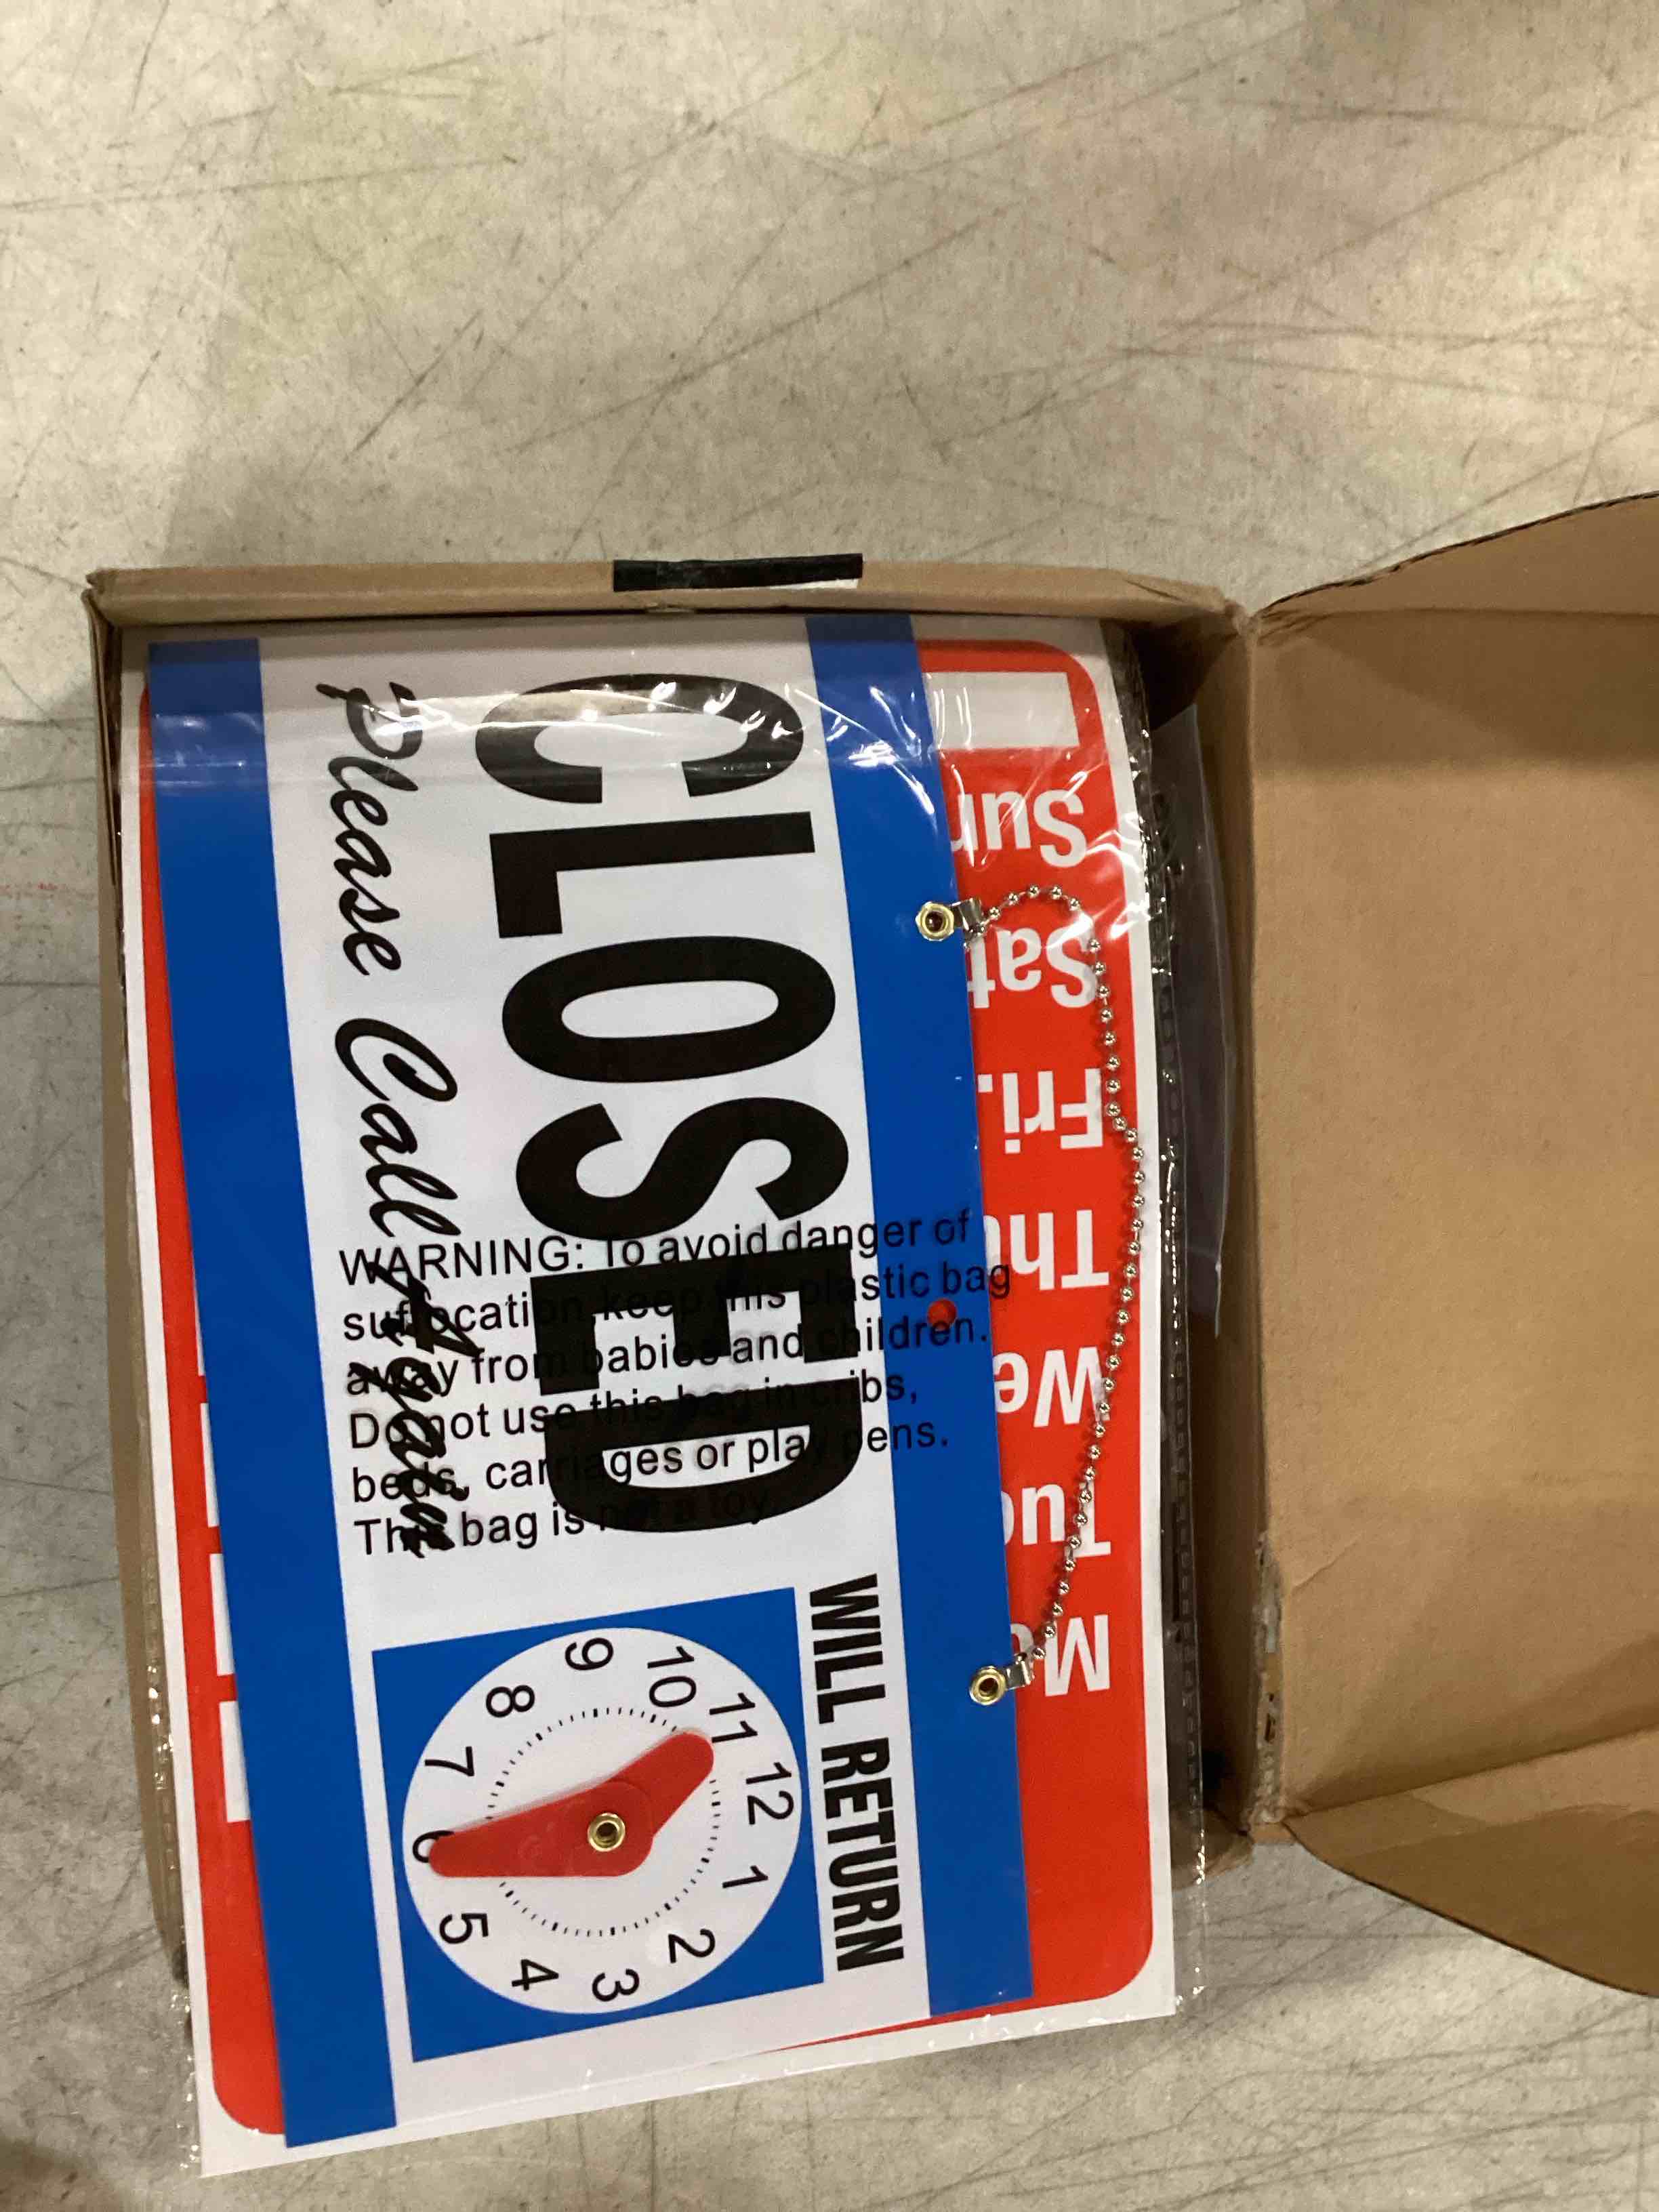 CLOSED
Please Call Again
WILL RETURN
12
1
2
3
4
5
6
7
8
9
10
11
WARNING: To avoid danger of
suffocation, keep this plastic bag
away from babies and children.
Do not use this bag in cribs,
beds, carriages or play pens.
This bag is not a toy.
Mo
Tue
We
Thu
Fri.
Sat
Sun